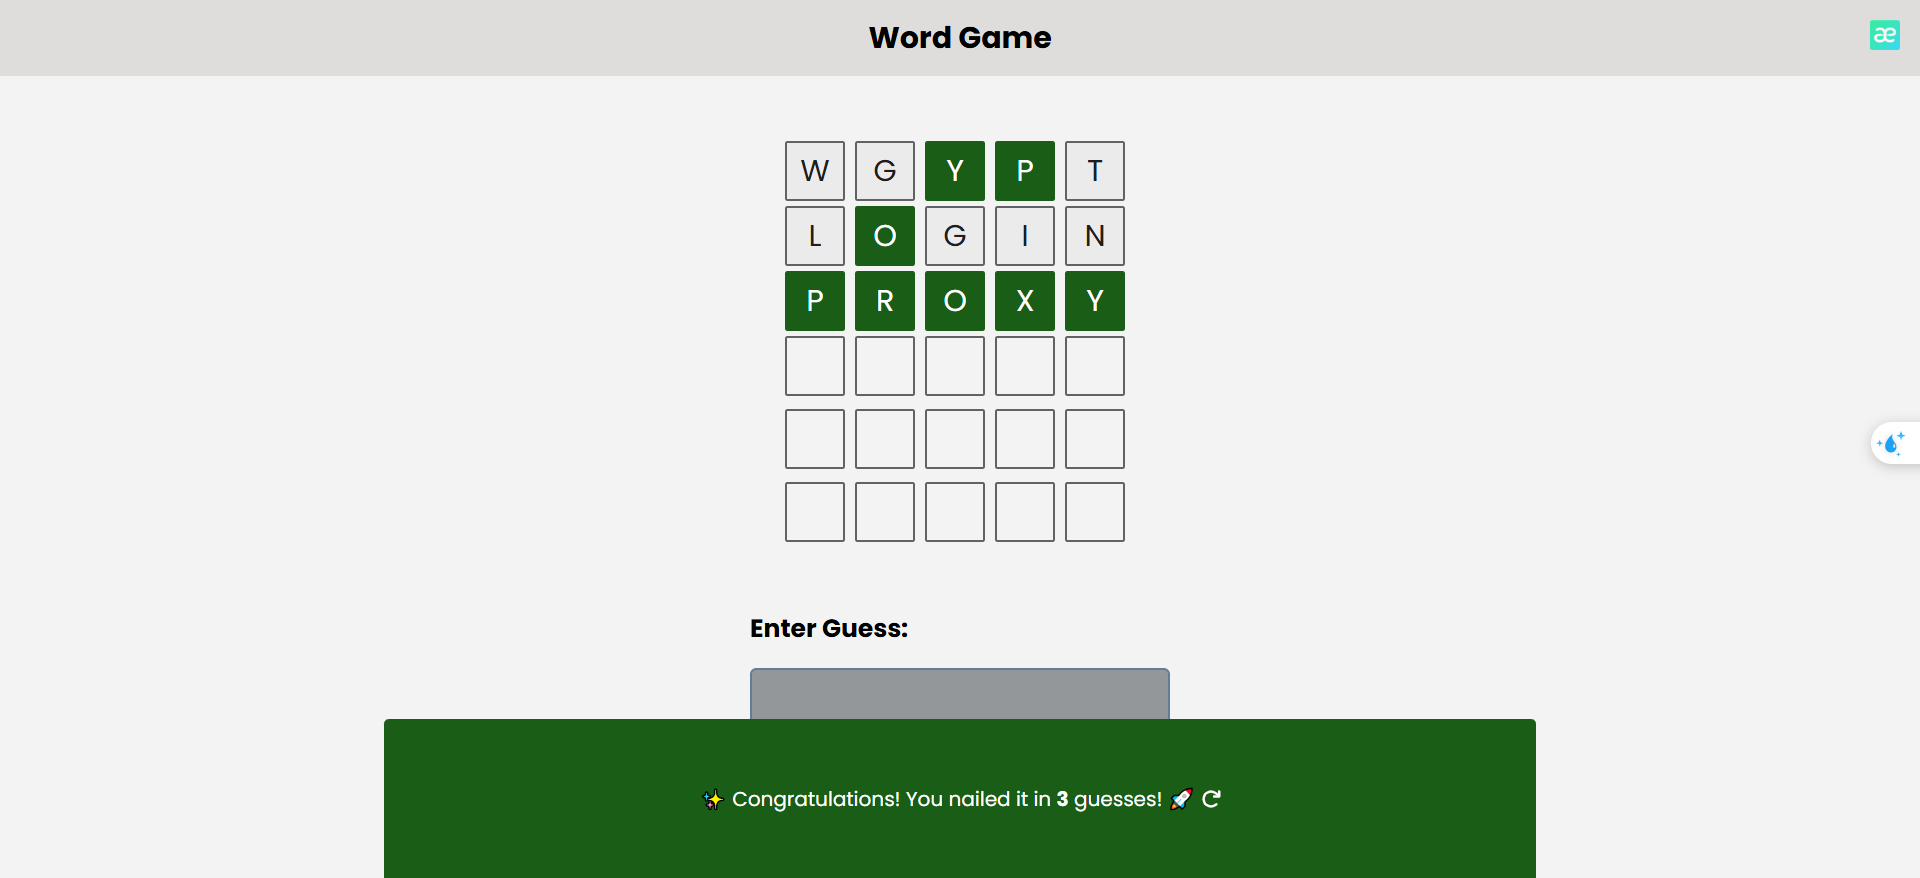 Word Game
æ
W G Y P T
L O G I N
P R O X Y
Enter Guess:
✨ Congratulations! You nailed it in 3 guesses! 🚀